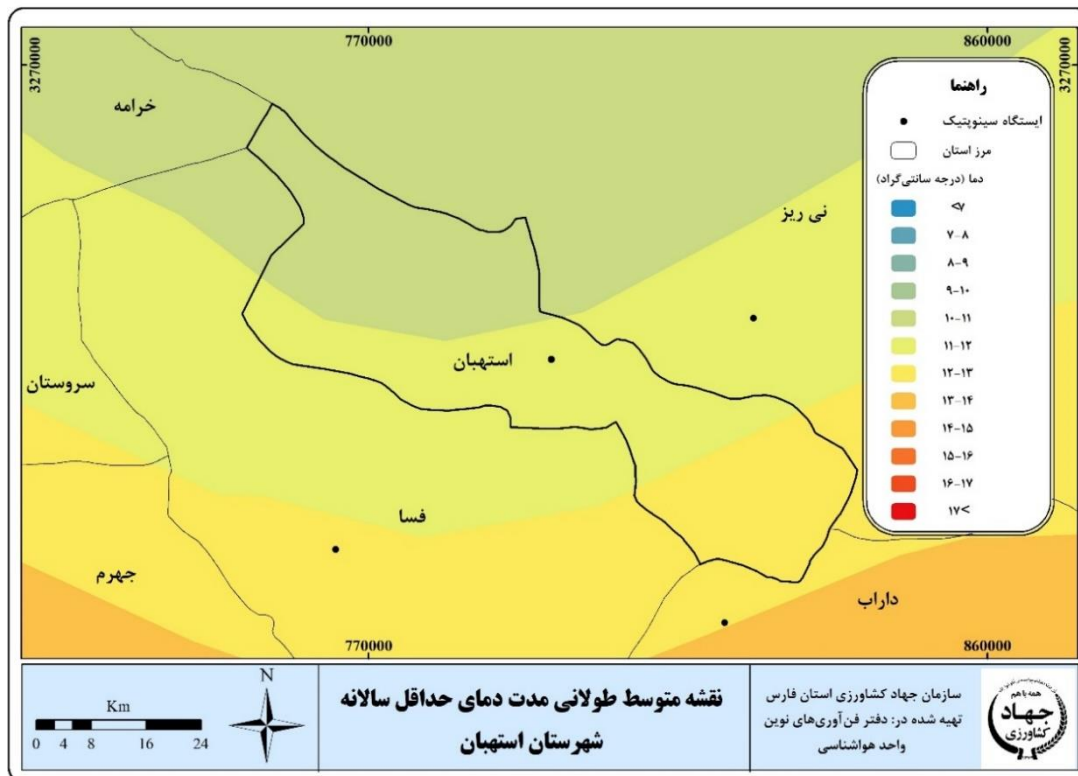 770000
860000
3270000
3270000
خرامه
نی ریز
استهبان
سروستان
فسا
جهرم
داراب
راهنما
ایستگاه سینوپتیک
مرز استان
دما (درجه سانتی‌گراد)
<۷
۷-۸
۸-۹
۹-۱۰
۱۰-۱۱
۱۱-۱۲
۱۲-۱۳
۱۳-۱۴
۱۴-۱۵
۱۵-۱۶
۱۶-۱۷
۱۷>
770000
860000
Km
0 4 8 16 24
N
نقشه متوسط طولانی مدت دمای حداقل سالانه
شهرستان استهبان
سازمان جهاد کشاورزی استان فارس
تهیه شده در: دفتر فن‌آوری‌های نوین
واحد هواشناسی
همه با هم
جهاد
کشاورزی